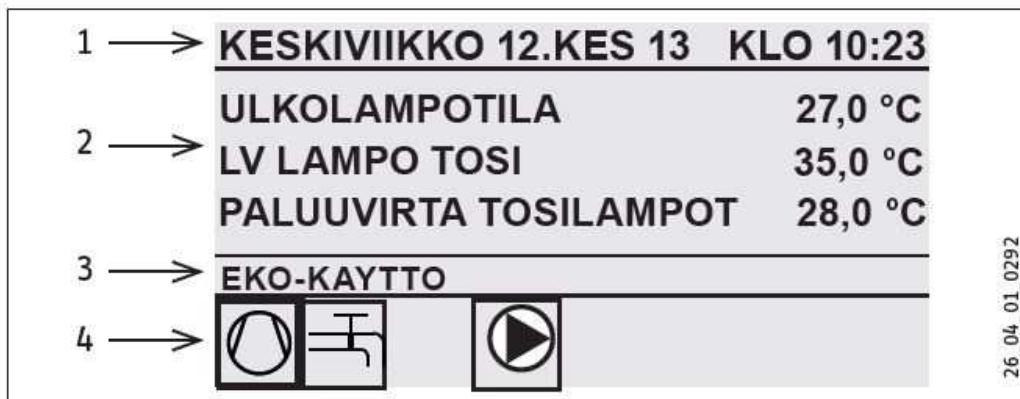 1 KESKIVIIKKO 12.KES 13 KLO 10:23
ULKOLAMPOTILA 27,0 °C
2 LV LAMPO TOSI 35,0 °C
PALUUVIRTA TOSILAMPOT 28,0 °C
3 EKO-KAYTTO
4
26 04 01 0292